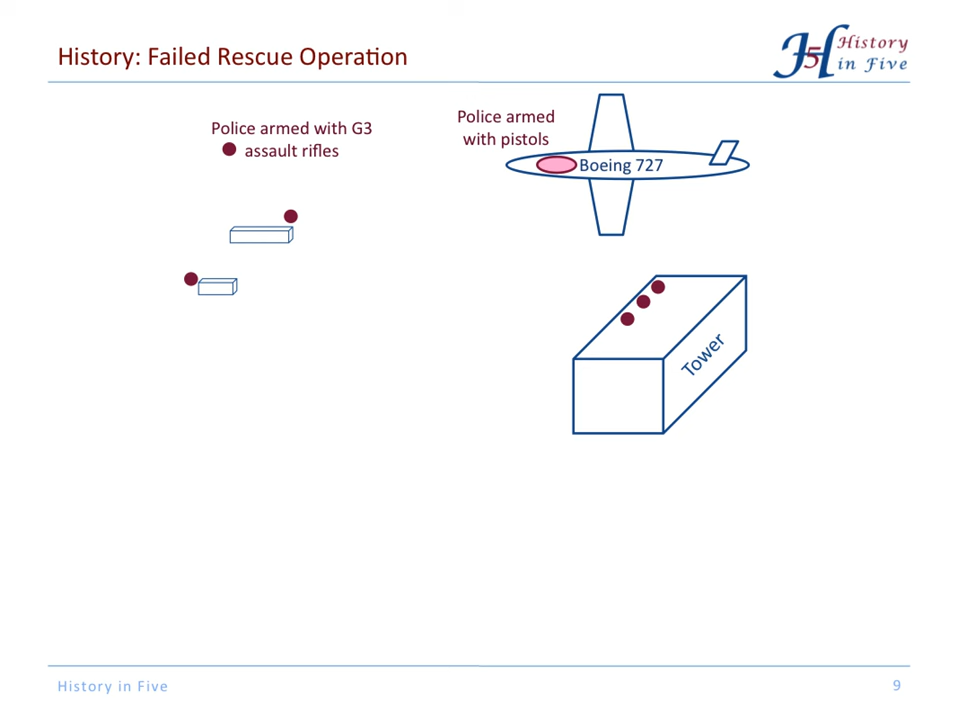 History: Failed Rescue Operation
History
in Five
5
Police armed with G3
assault rifles
Police armed
with pistols
Boeing 727
Tower
History in Five
9